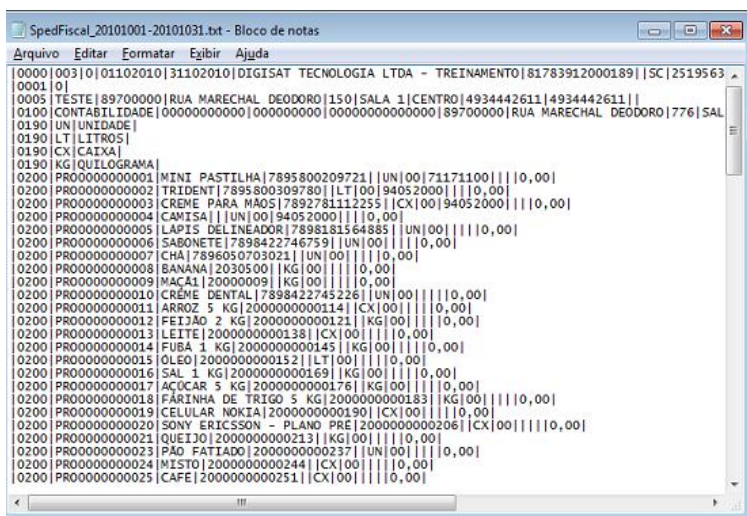 SpedFiscal_20101001-20101031.txt - Bloco de notas
Arquivo Editar Formatar Exibir Ajuda
|0000|003|0|01102010|31102010|DIGISAT TECNOLOGIA LTDA - TREINAMENTO|81783912000189||SC|2519563
|0001|0|
|0005|TESTE|89700000|RUA MARECHAL DEODORO|150|SALA 1|CENTRO|4934442611|4934442611||
|0100|CONTABILIDADE|00000000000|000000000|00000000000000|89700000|RUA MARECHAL DEODORO|776|SAL
|0190|UN|UNIDADE|
|0190|LT|LITROS|
|0190|CX|CAIXA|
|0190|KG|QUILOGRAMA|
|0200|PRO00000000001|MINI PASTILHA|7895800209721||UN|00|71171100||||0,00|
|0200|PRO00000000002|TRIDENT|7895800309780||LT|00|94052000||||0,00|
|0200|PRO00000000003|CREME PARA MÃOS|7892781112255||CX|00|94052000||||0,00|
|0200|PRO00000000004|CAMISA|||UN|00|94052000||||0,00|
|0200|PRO00000000005|LÁPIS DELINEADOR|7898181564885||UN|00|||||0,00|
|0200|PRO00000000006|SABONETE|7898422746759||UN|00|||||0,00|
|0200|PRO00000000007|CHÁ|7896050703021||UN|00|||||0,00|
|0200|PRO00000000008|BANANA|2030500||KG|00|||||0,00|
|0200|PRO00000000009|MAÇÃ1|20000009||KG|00|||||0,00|
|0200|PRO00000000010|CRÉME DENTAL|7898422745226||UN|00|||||0,00|
|0200|PRO00000000011|ARROZ 5 KG|2000000000114||CX|00|||||0,00|
|0200|PRO00000000012|FEIJÃO 2 KG|2000000000121||KG|00|||||0,00|
|0200|PRO00000000013|LEITE|2000000000138||CX|00|||||0,00|
|0200|PRO00000000014|FUBÁ 1 KG|2000000000145||KG|00|||||0,00|
|0200|PRO00000000015|ÓLEO|2000000000152||LT|00|||||0,00|
|0200|PRO00000000016|SAL 1 KG|2000000000169||KG|00|||||0,00|
|0200|PRO00000000017|AÇÚCAR 5 KG|2000000000176||KG|00|||||0,00|
|0200|PRO00000000018|FARINHA DE TRIGO 5 KG|2000000000183||KG|00|||||0,00|
|0200|PRO00000000019|CELULAR NOKIA|2000000000190||CX|00|||||0,00|
|0200|PRO00000000020|SONY ERICSSON - PLANO PRÉ|2000000000206||CX|00|||||0,00|
|0200|PRO00000000021|QUEIJO|2000000000213||KG|00|||||0,00|
|0200|PRO00000000023|PÃO FATIADO|2000000000237||UN|00|||||0,00|
|0200|PRO00000000024|MISTO|2000000000244||CX|00|||||0,00|
|0200|PRO00000000025|CAFE|2000000000251||CX|00|||||0,00|